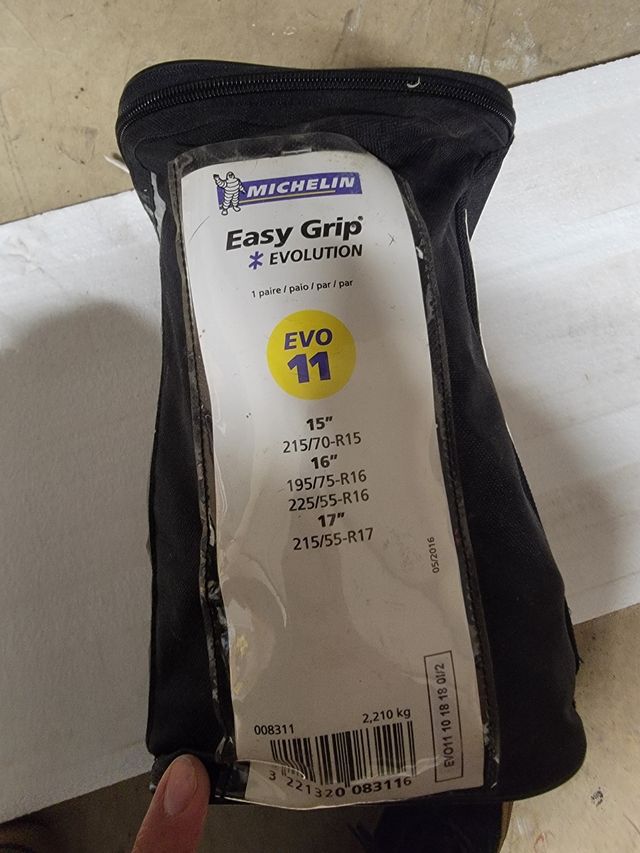 MICHELIN
Easy Grip®
* EVOLUTION
1 paire / paio / par / par
EVO
11
15"
215/70-R15
16"
195/75-R16
225/55-R16
17"
215/55-R17
05/2016
008311
2,210 kg
3 221320 083116
EVO11 10 18 18 01/2